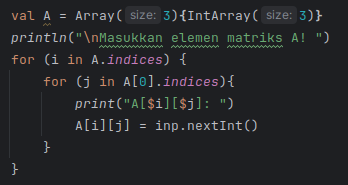 val A = Array( size: 3){IntArray( size: 3)}
println("\nMasukkan elemen matriks A! ")
for (i in A.indices) {
    for (j in A[0].indices){
        print("A[$i][$j]: ")
        A[i][j] = inp.nextInt()
    }
}